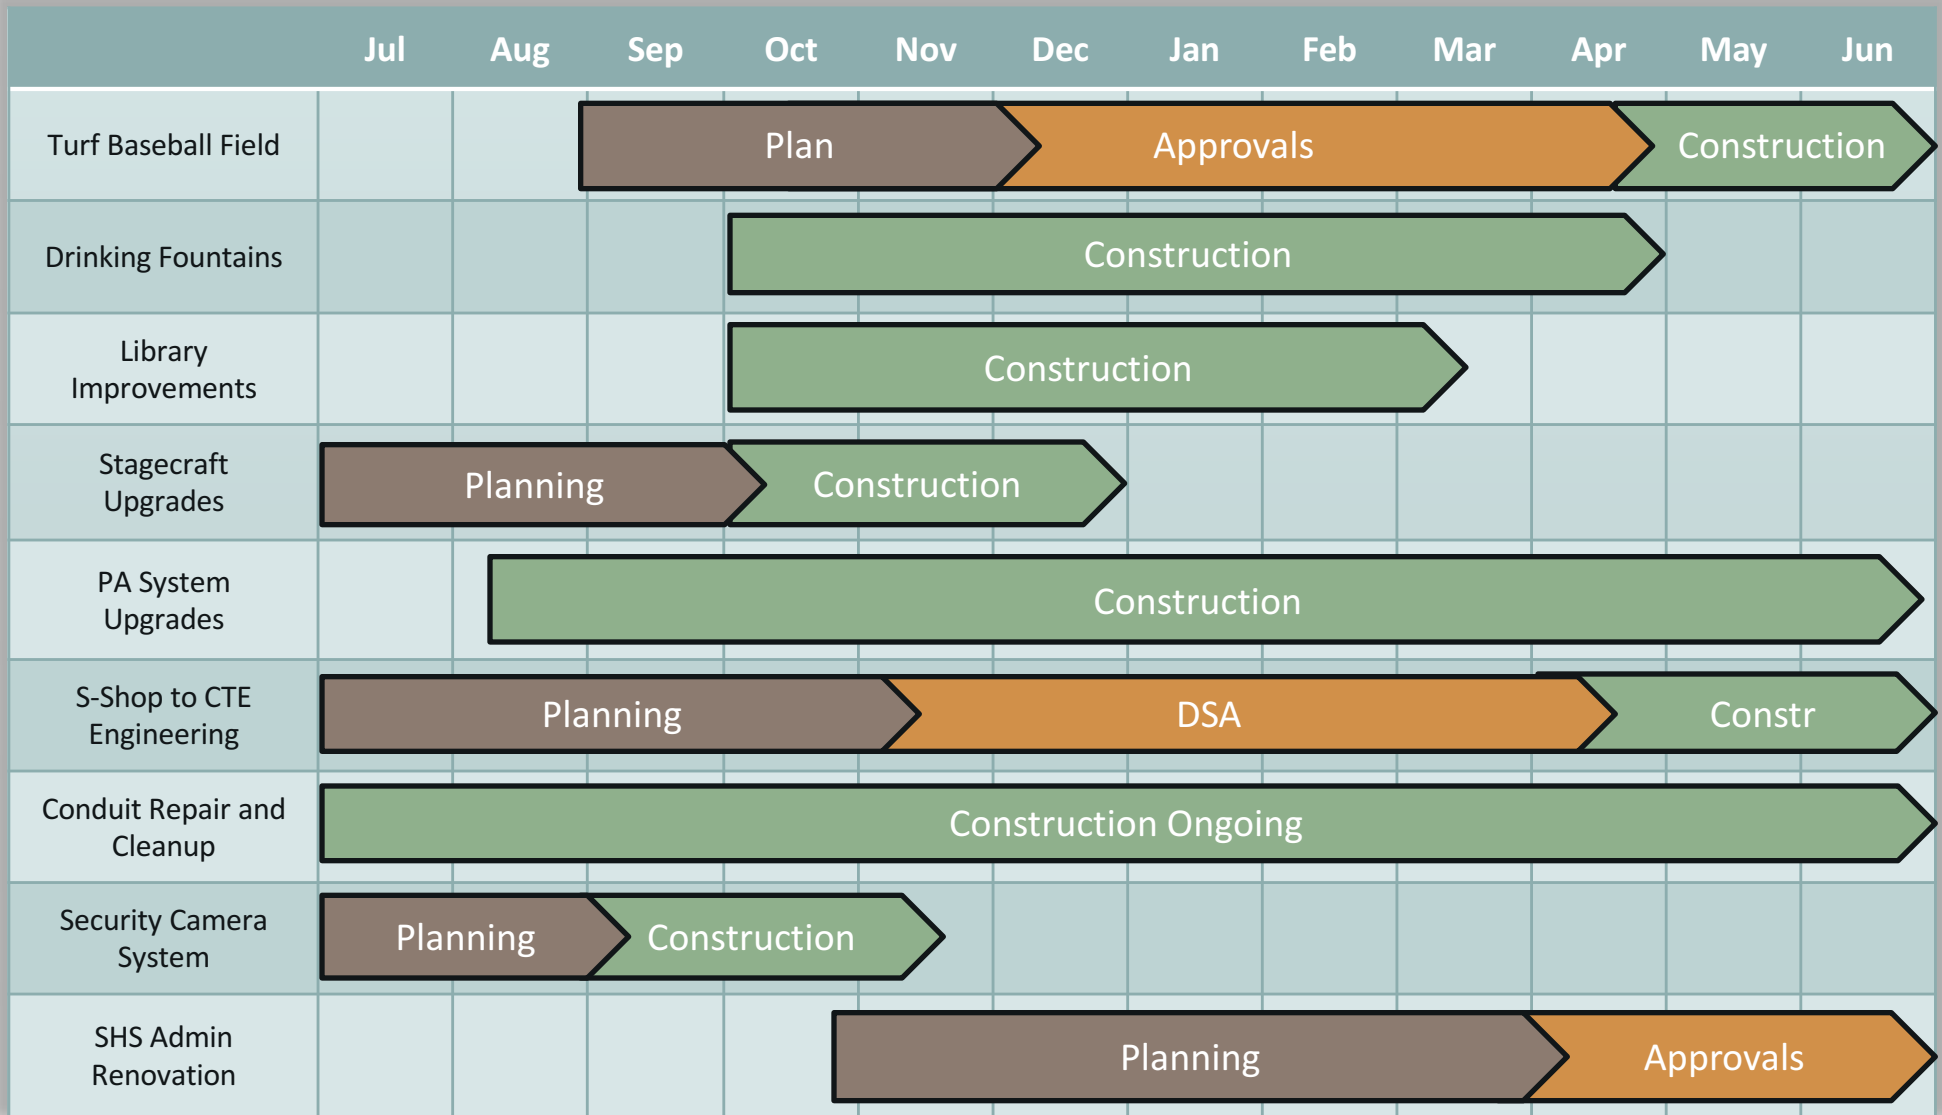 Jul Aug Sep Oct Nov Dec Jan Feb Mar Apr May Jun
Turf Baseball Field
Plan Approvals Construction
Drinking Fountains
Construction
Library
Improvements
Construction
Stagecraft
Upgrades
Planning Construction
PA System
Upgrades
Construction
S-Shop to CTE
Engineering
Planning DSA Constr
Conduit Repair and
Cleanup
Construction Ongoing
Security Camera
System
Planning Construction
SHS Admin
Renovation
Planning Approvals